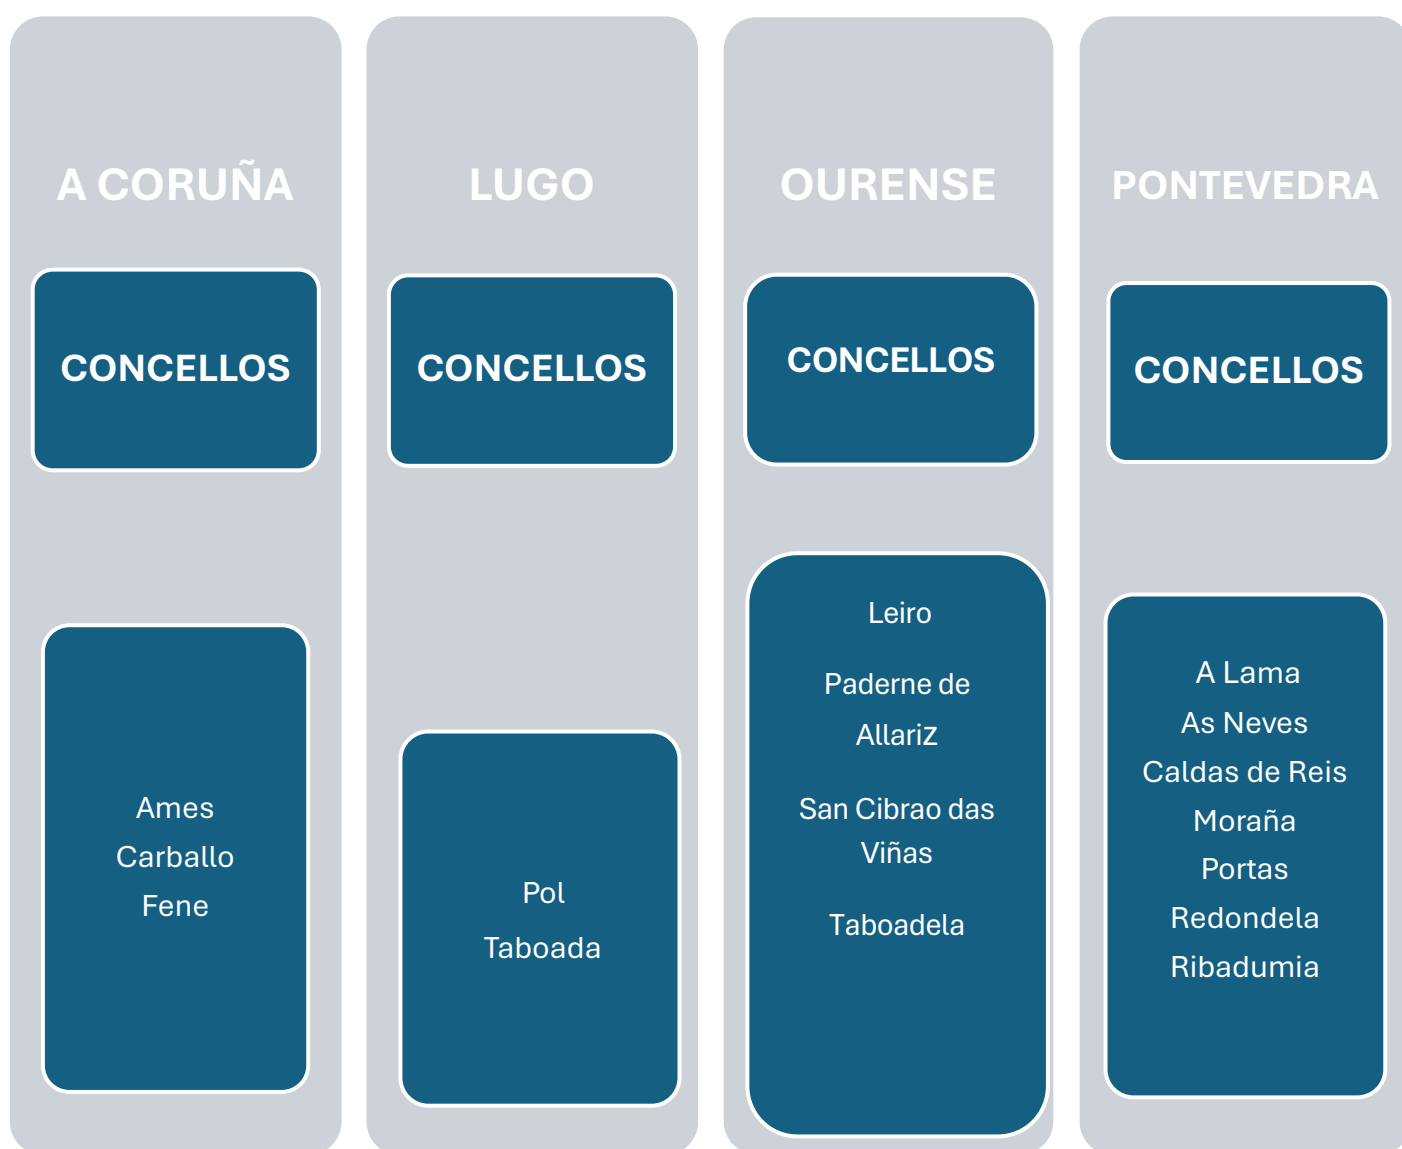 A CORUÑA
CONCELLOS
Ames
Carballo
Fene
LUGO
CONCELLOS
Pol
Taboada
OURENSE
CONCELLOS
Leiro
Paderne de
Allariz
San Cibrao das
Viñas
Taboadela
PONTEVEDRA
CONCELLOS
A Lama
As Neves
Caldas de Reis
Moraña
Portas
Redondela
Ribadumia